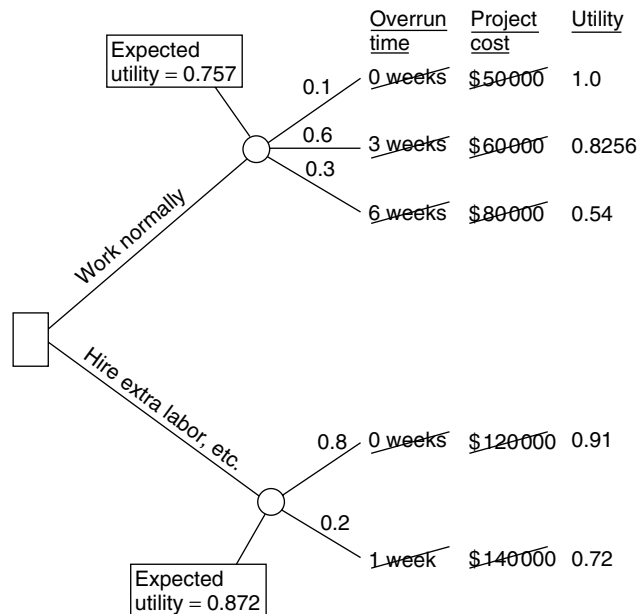 Overrun time
Project cost
Utility
Expected
utility = 0.757
0.1
0 weeks $50000 1.0
0.6
3 weeks $60000 0.8256
0.3
6 weeks $80000 0.54
Work normally
Hire extra labor, etc.
0.8
0 weeks $120000 0.91
0.2
1 week $140000 0.72
Expected
utility = 0.872